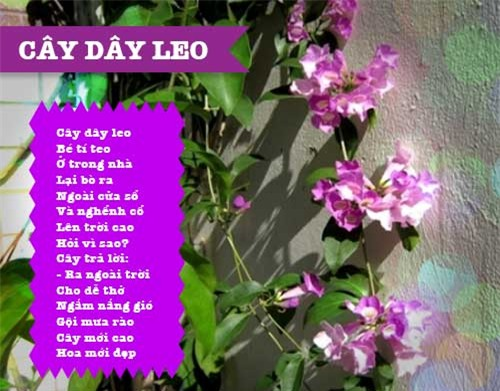 CÂY DÂY LEO
Cây dây leo
Bé tí teo
Ở trong nhà
Lại bò ra
Ngoài cửa sổ
Và nghểnh cổ
Lên trời cao
Hỏi vì sao?
Cây trả lời:
- Ra ngoài trời
Cho dễ thở
Ngắm nắng gió
Gội mưa rào
Cây mới cao
Hoa mới đẹp